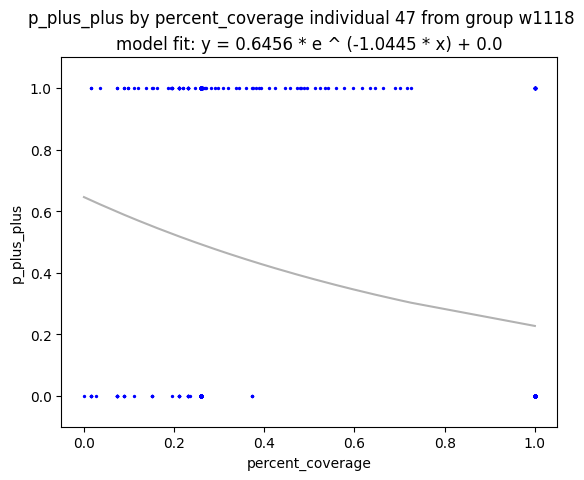 p_plus_plus by percent_coverage individual 47 from group w1118
model fit: y = 0.6456 * e ^ (-1.0445 * x) + 0.0
1.0
0.8
0.6
0.4
0.2
0.0
p_plus_plus
0.0 0.2 0.4 0.6 0.8 1.0
percent_coverage